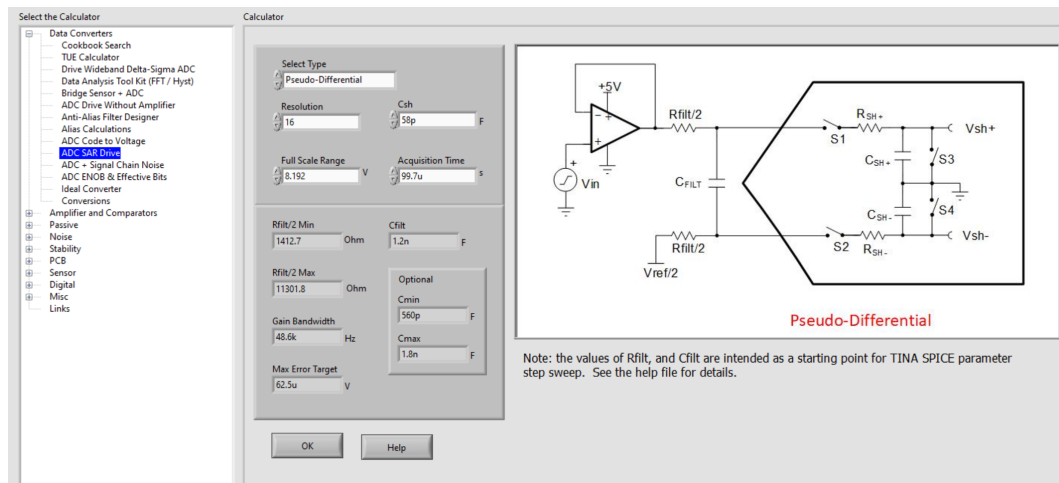 Select the Calculator
Data Converters
Cookbook Search
TUE Calculator
Drive Wideband Delta-Sigma ADC
Data Analysis Tool Kit (FFT / Hyst)
Bridge Sensor + ADC
ADC Drive Without Amplifier
Anti-Alias Filter Designer
Alias Calculations
ADC Code to Voltage
ADC SAR Drive
ADC + Signal Chain Noise
ADC ENOB & Effective Bits
Ideal Converter
Conversions
Amplifier and Comparators
Passive
Noise
Stability
PCB
Sensor
Digital
Misc
Links
Calculator
Select Type
Pseudo-Differential
Resolution
16
Csh
58p F
Full Scale Range
8.192 V
Acquisition Time
99.7u s
Rfilt/2 Min
1412.7 Ohm
Cfilt
1.2n F
Rfilt/2 Max
11301.8 Ohm
Optional
Cmin
560p F
Gain Bandwidth
48.6k Hz
Cmax
1.8n F
Max Error Target
62.5u V
OK
Help
+5V
Rfilt/2
RSH+
S1
Vsh+
CSH+
S3
+
Vin
CFILT
CSH-
S4
Rfilt/2
S2
RSH-
Vsh-
Vref/2
Pseudo-Differential
Note: the values of Rfilt, and Cfilt are intended as a starting point for TINA SPICE parameter
step sweep. See the help file for details.